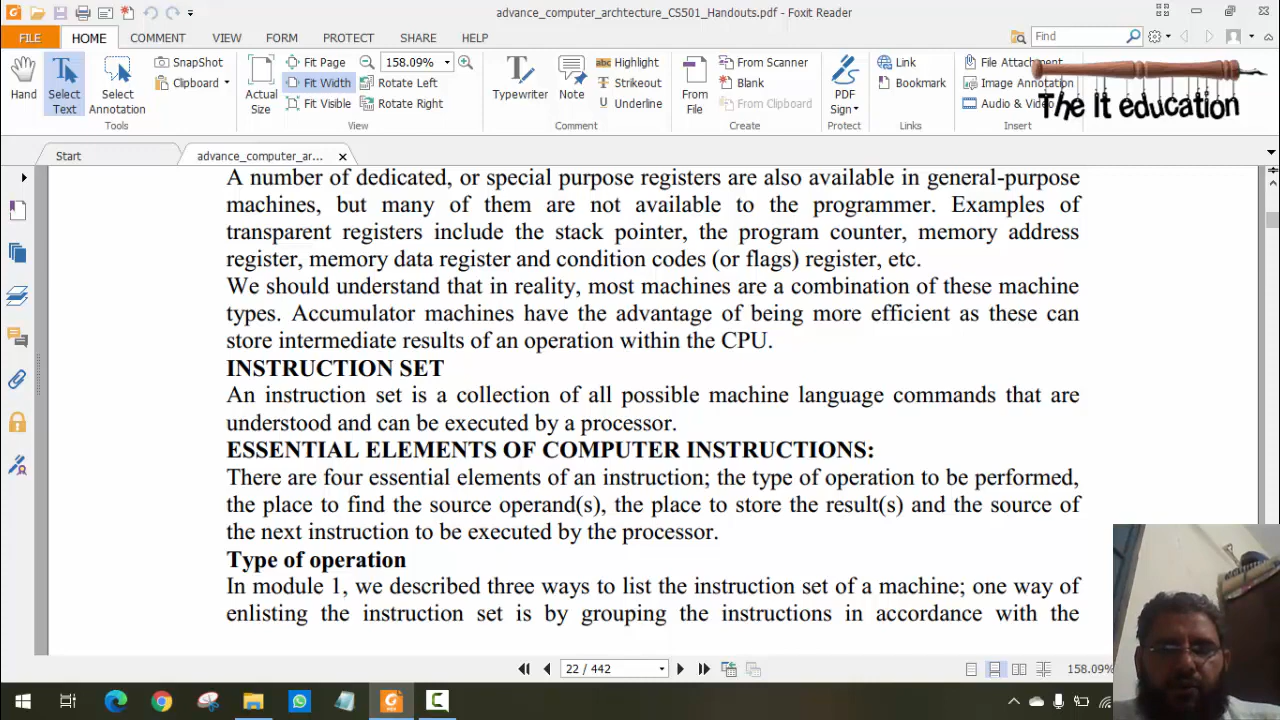 advance_computer_archtecture_CS501_Handouts.pdf - Foxit Reader
FILE HOME COMMENT VIEW FORM PROTECT SHARE HELP Find
Hand
Select Text
Select Annotation
SnapShot
Clipboard
Tools
Actual Size
Fit Page
Fit Width
Fit Visible
158.09%
Rotate Left
Rotate Right
View
Typewriter
Note
Highlight
Strikeout
Underline
Comment
From File
From Scanner
Blank
From Clipboard
Create
PDF Sign
Protect
Link
Bookmark
Links
File Attachment
Image Annotation
Audio & Video
Insert
The It education
Start
advance_computer_ar...
A number of dedicated, or special purpose registers are also available in general-purpose
machines, but many of them are not available to the programmer. Examples of
transparent registers include the stack pointer, the program counter, memory address
register, memory data register and condition codes (or flags) register, etc.
We should understand that in reality, most machines are a combination of these machine
types. Accumulator machines have the advantage of being more efficient as these can
store intermediate results of an operation within the CPU.
INSTRUCTION SET
An instruction set is a collection of all possible machine language commands that are
understood and can be executed by a processor.
ESSENTIAL ELEMENTS OF COMPUTER INSTRUCTIONS:
There are four essential elements of an instruction; the type of operation to be performed,
the place to find the source operand(s), the place to store the result(s) and the source of
the next instruction to be executed by the processor.
Type of operation
In module 1, we described three ways to list the instruction set of a machine; one way of
enlisting the instruction set is by grouping the instructions in accordance with the
22 / 442
158.09%